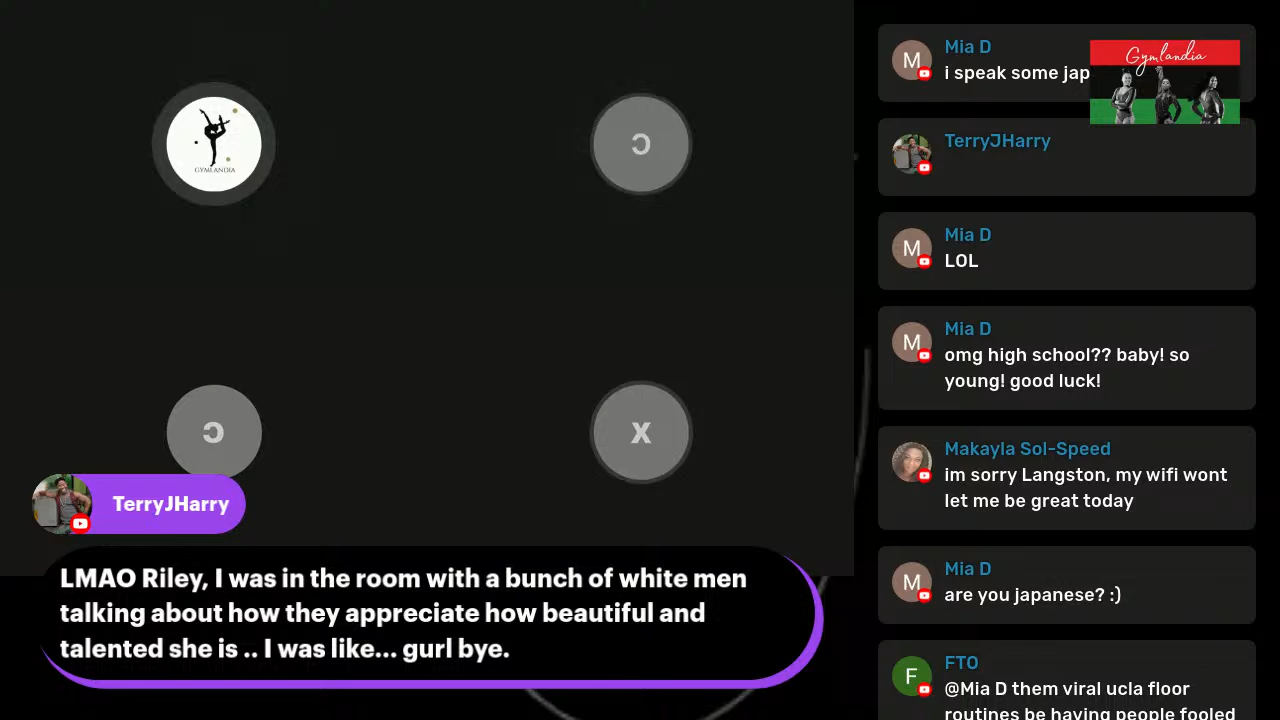 GYMLANDIA
ɔ
ɔ
X
TerryJHarry
LMAO Riley, I was in the room with a bunch of white men
talking about how they appreciate how beautiful and
talented she is .. I was like... gurl bye.
M
Mia D
i speak some jap
Gymlandia
TerryJHarry
M
Mia D
LOL
M
Mia D
omg high school?? baby! so
young! good luck!
Makayla Sol-Speed
im sorry Langston, my wifi wont
let me be great today
M
Mia D
are you japanese? :)
F
FTO
@Mia D them viral ucla floor
routines be having people fooled